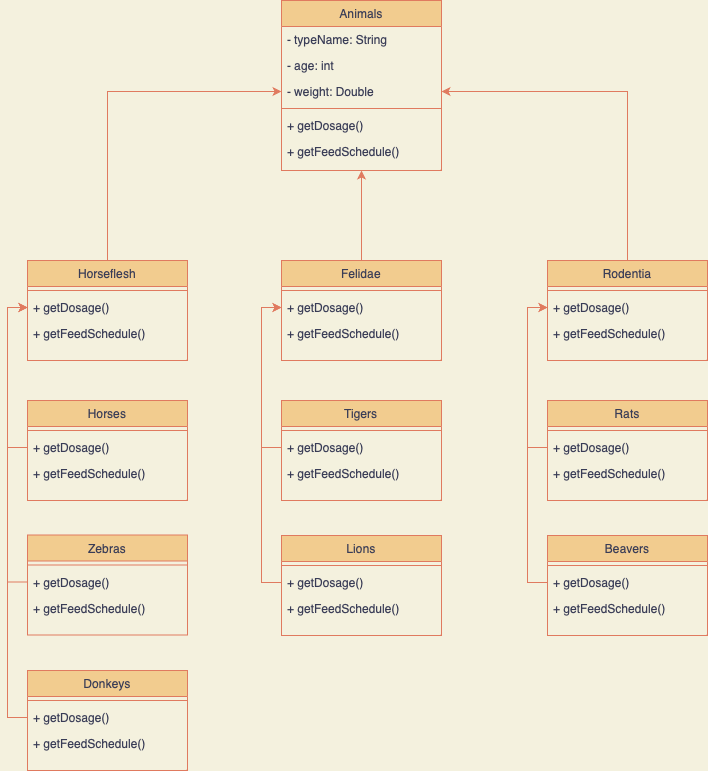 Animals
- typeName: String
- age: int
- weight: Double
+ getDosage()
+ getFeedSchedule()
Horseflesh
+ getDosage()
+ getFeedSchedule()
Felidae
+ getDosage()
+ getFeedSchedule()
Rodentia
+ getDosage()
+ getFeedSchedule()
Horses
+ getDosage()
+ getFeedSchedule()
Tigers
+ getDosage()
+ getFeedSchedule()
Rats
+ getDosage()
+ getFeedSchedule()
Zebras
+ getDosage()
+ getFeedSchedule()
Lions
+ getDosage()
+ getFeedSchedule()
Beavers
+ getDosage()
+ getFeedSchedule()
Donkeys
+ getDosage()
+ getFeedSchedule()